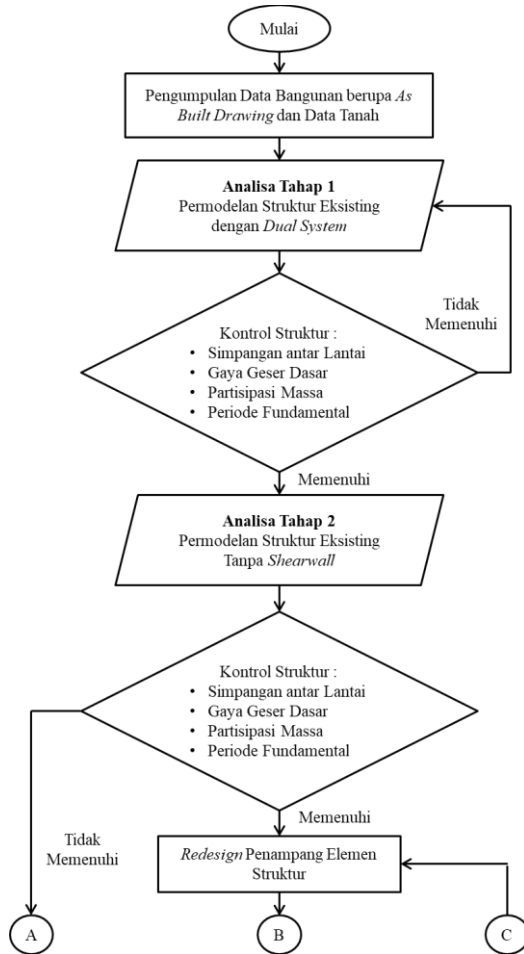 Mulai
Pengumpulan Data Bangunan berupa As
Built Drawing dan Data Tanah
Analisa Tahap 1
Permodelan Struktur Eksisting
dengan Dual System
Tidak
Memenuhi
Kontrol Struktur :
• Simpangan antar Lantai
• Gaya Geser Dasar
• Partisipasi Massa
• Periode Fundamental
Memenuhi
Analisa Tahap 2
Permodelan Struktur Eksisting
Tanpa Shearwall
Kontrol Struktur :
• Simpangan antar Lantai
• Gaya Geser Dasar
• Partisipasi Massa
• Periode Fundamental
Memenuhi
Tidak
Memenuhi
Redesign Penampang Elemen
Struktur
A
B
C